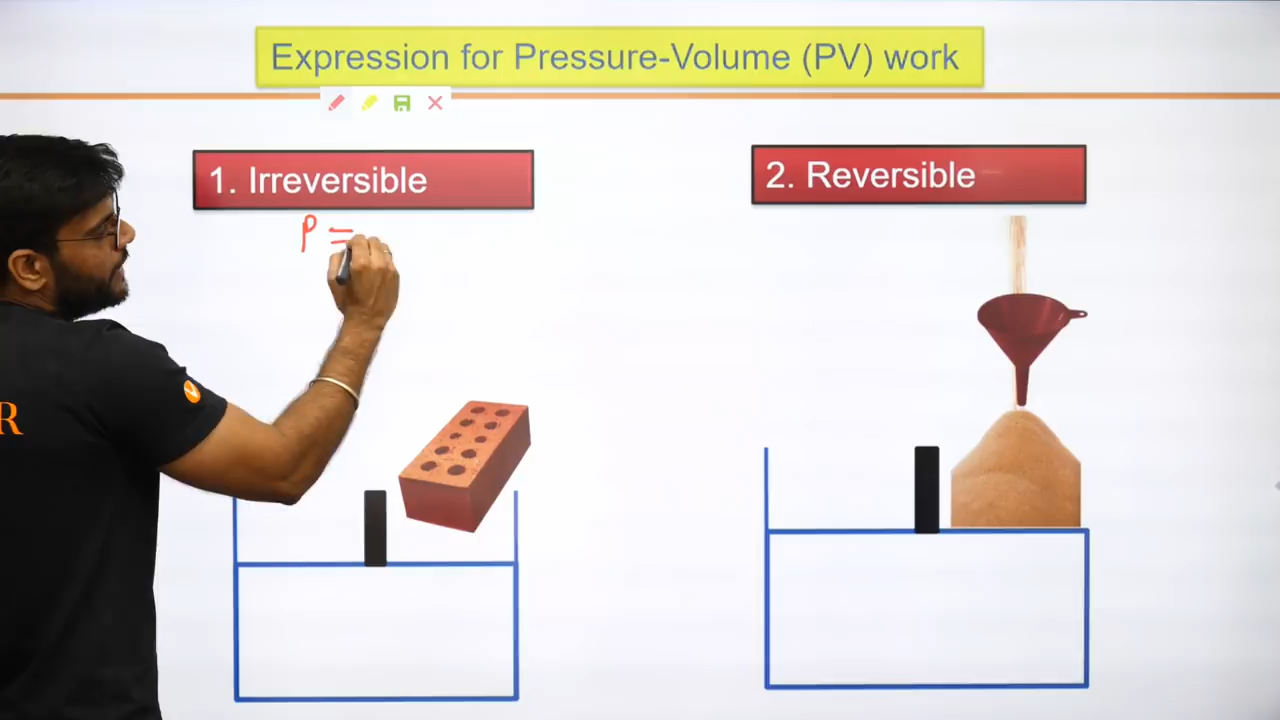 Expression for Pressure-Volume (PV) work
1. Irreversible
2. Reversible
P =
R